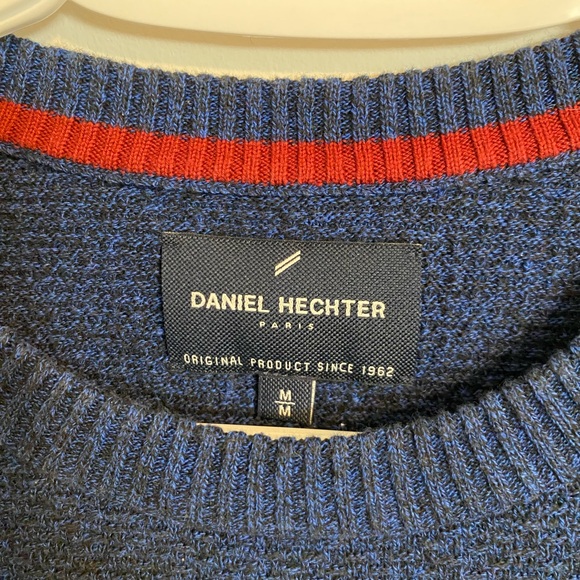 DANIEL HECHTER
PARIS
ORIGINAL PRODUCT SINCE 1962
M
M